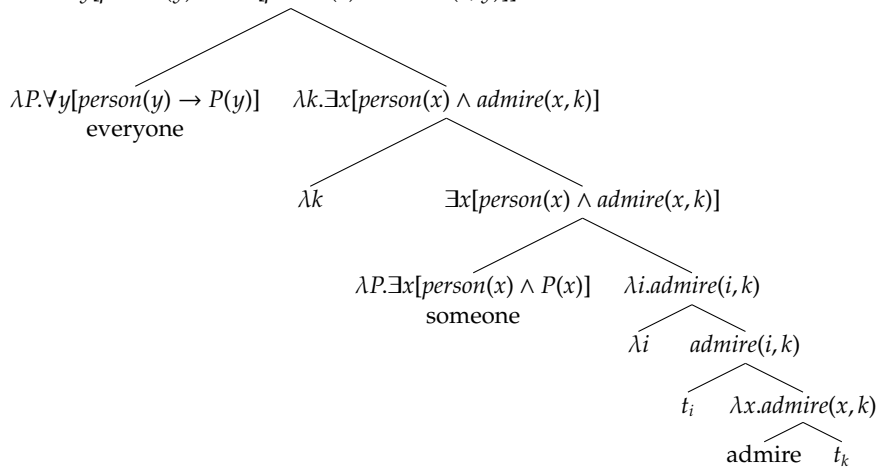 λP.∀y[person(y) → P(y)] λk.∃x[person(x) ∧ admire(x, k)]
everyone
λk ∃x[person(x) ∧ admire(x, k)]
λP.∃x[person(x) ∧ P(x)] λi.admire(i, k)
someone
λi admire(i, k)
t_i λx.admire(x, k)
admire t_k